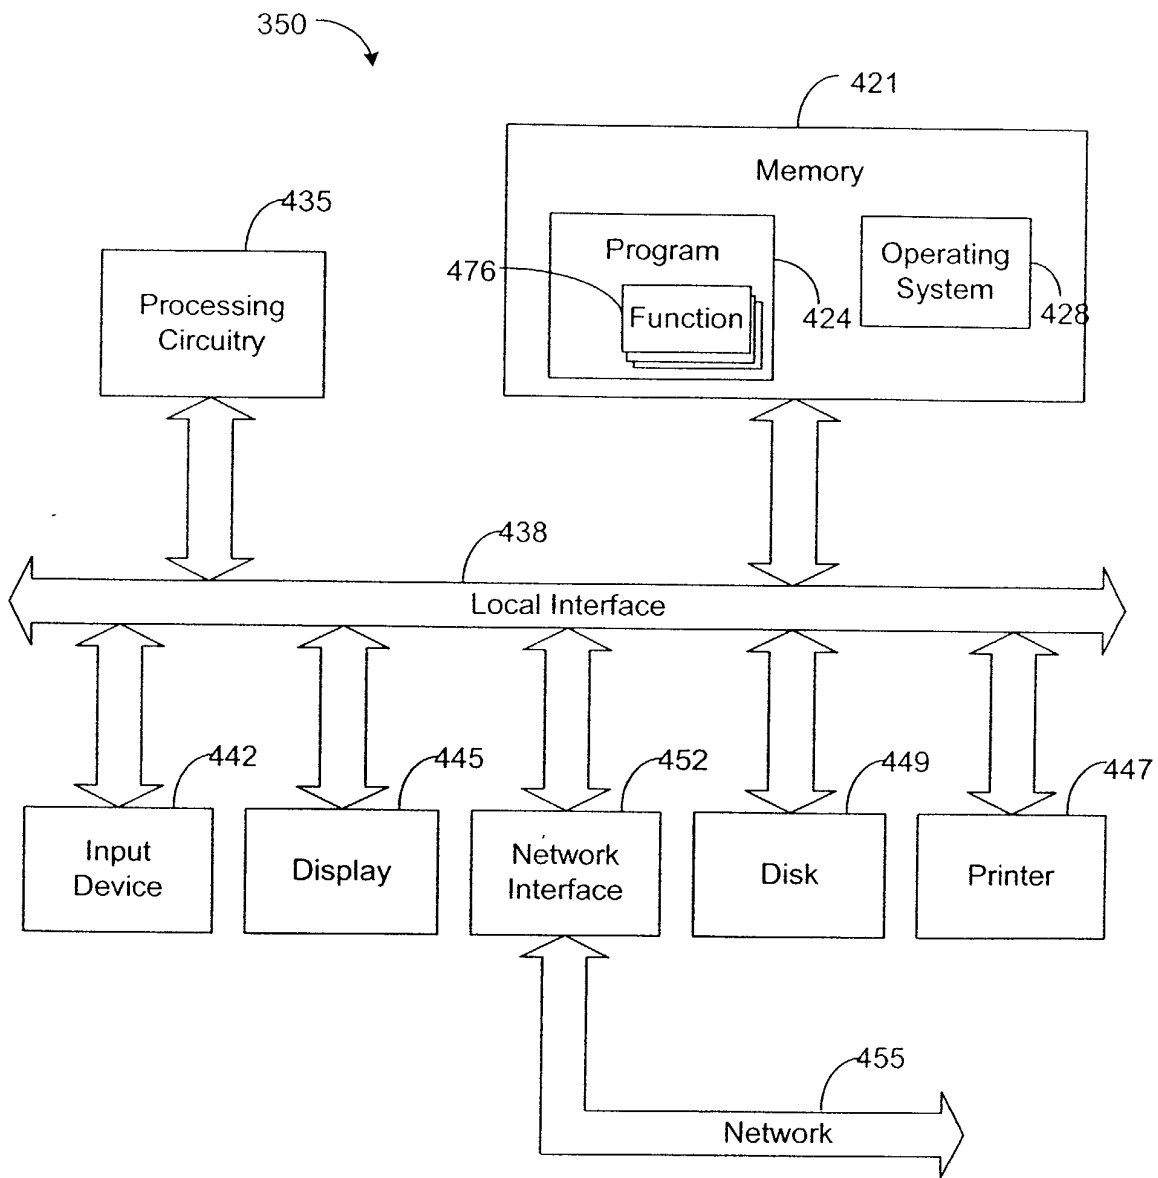 350
421
Memory
435
Program
Operating
System
476
Processing
Circuitry
Function
424
428
438
Local Interface
442
445
452
449
447
Input
Device
Display
Network
Interface
Disk
Printer
455
Network